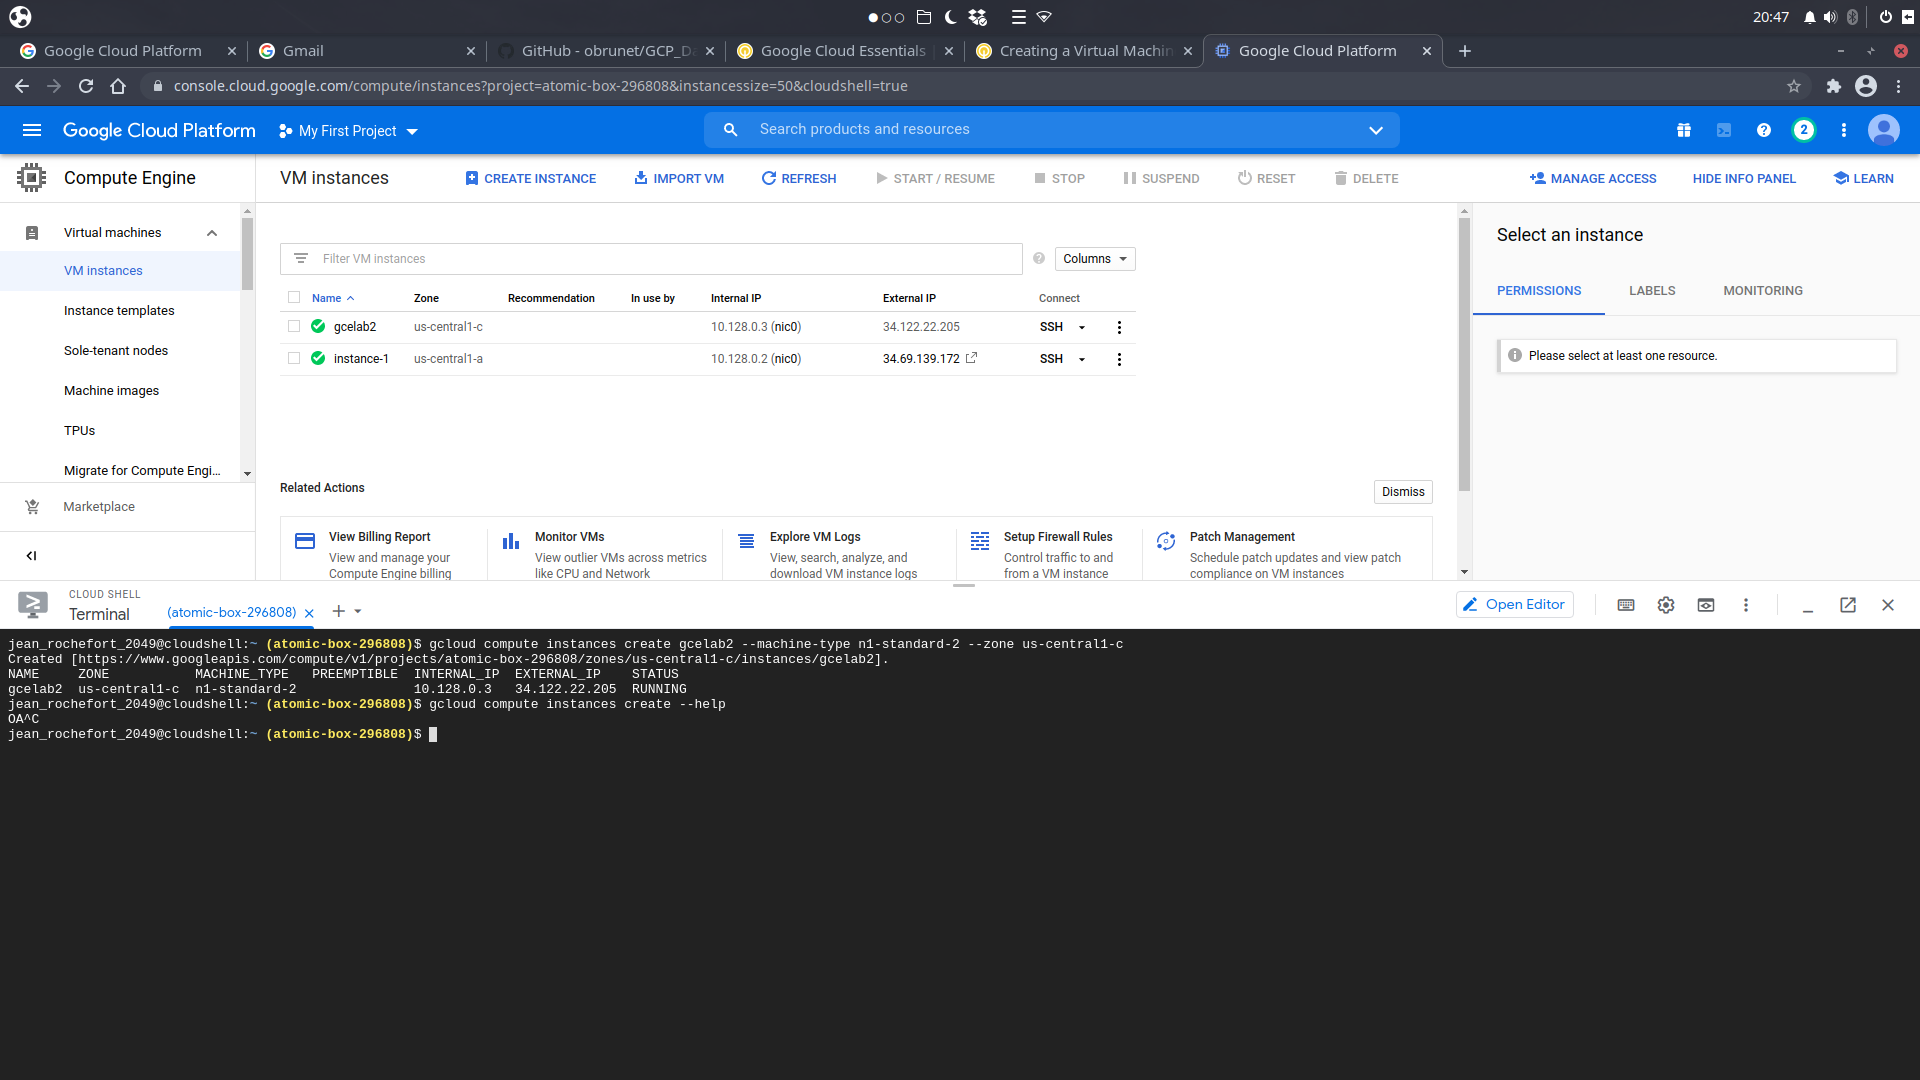 20:47
Google Cloud Platform
Gmail
GitHub - obrunet/GCP_Da
Google Cloud Essentials
Creating a Virtual Machin
Google Cloud Platform
console.cloud.google.com/compute/instances?project=atomic-box-296808&instancessize=50&cloudshell=true
Google Cloud Platform
My First Project
Search products and resources
2
Compute Engine
VM instances
CREATE INSTANCE
IMPORT VM
REFRESH
START / RESUME
STOP
SUSPEND
RESET
DELETE
MANAGE ACCESS
HIDE INFO PANEL
LEARN
Virtual machines
VM instances
Instance templates
Sole-tenant nodes
Machine images
TPUs
Migrate for Compute Engi...
Marketplace
Filter VM instances
Columns
Name Zone Recommendation In use by Internal IP External IP Connect
gcelab2 us-central1-c 10.128.0.3 (nic0) 34.122.22.205 SSH
instance-1 us-central1-a 10.128.0.2 (nic0) 34.69.139.172 SSH
Related Actions
Dismiss
View Billing Report
View and manage your
Compute Engine billing
Monitor VMs
View outlier VMs across metrics
like CPU and Network
Explore VM Logs
View, search, analyze, and
download VM instance logs
Setup Firewall Rules
Control traffic to and
from a VM instance
Patch Management
Schedule patch updates and view patch
compliance on VM instances
Select an instance
PERMISSIONS
LABELS
MONITORING
Please select at least one resource.
CLOUD SHELL
Terminal
(atomic-box-296808)
Open Editor
jean_rochefort_2049@cloudshell:~ (atomic-box-296808)$ gcloud compute instances create gcelab2 --machine-type n1-standard-2 --zone us-central1-c
Created [https://www.googleapis.com/compute/v1/projects/atomic-box-296808/zones/us-central1-c/instances/gcelab2].
NAME ZONE MACHINE_TYPE PREEMPTIBLE INTERNAL_IP EXTERNAL_IP STATUS
gcelab2 us-central1-c n1-standard-2 10.128.0.3 34.122.22.205 RUNNING
jean_rochefort_2049@cloudshell:~ (atomic-box-296808)$ gcloud compute instances create --help
OA^C
jean_rochefort_2049@cloudshell:~ (atomic-box-296808)$